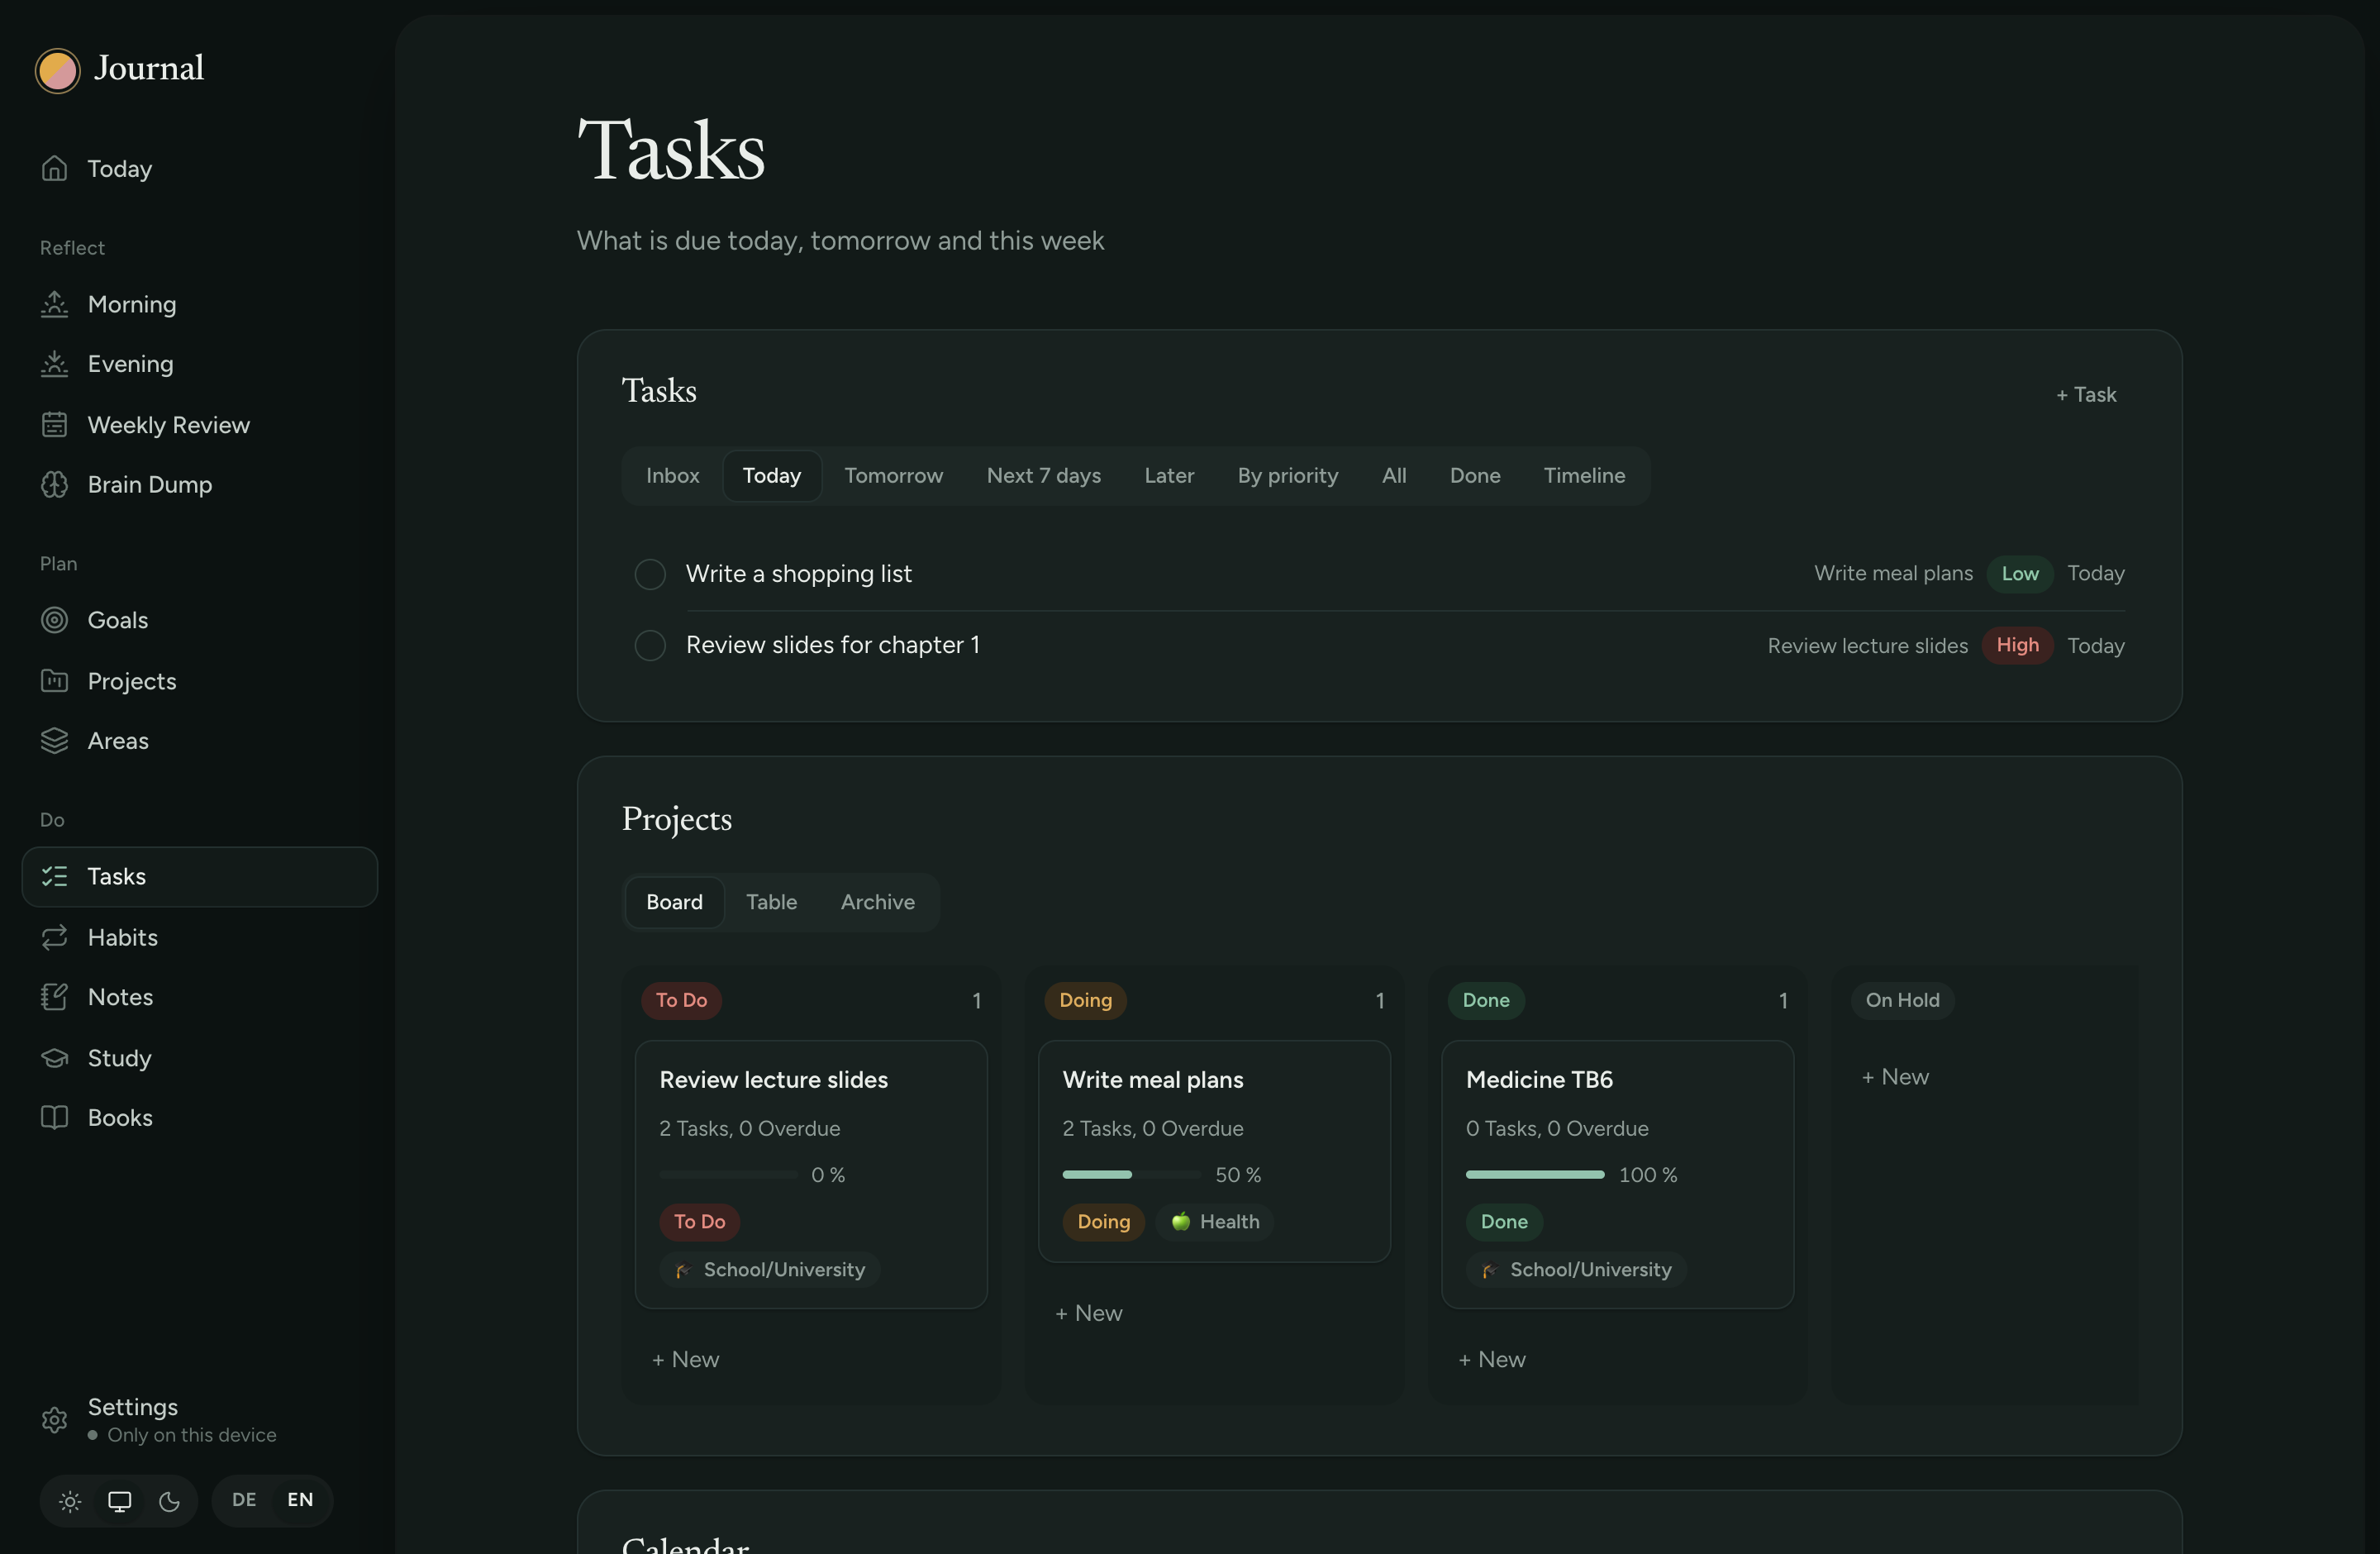 Journal
Today
Reflect
Morning
Evening
Weekly Review
Brain Dump
Plan
Goals
Projects
Areas
Do
Tasks
Habits
Notes
Study
Books
Settings
Only on this device
DE EN
Tasks
What is due today, tomorrow and this week
Tasks
+ Task
Inbox Today Tomorrow Next 7 days Later By priority All Done Timeline
Write a shopping list Write meal plans Low Today
Review slides for chapter 1 Review lecture slides High Today
Projects
Board Table Archive
To Do 1
Review lecture slides
2 Tasks, 0 Overdue
0 %
To Do
School/University
+ New
Doing 1
Write meal plans
2 Tasks, 0 Overdue
50 %
Doing Health
+ New
Done 1
Medicine TB6
0 Tasks, 0 Overdue
100 %
Done
School/University
+ New
On Hold
+ New
Calendar